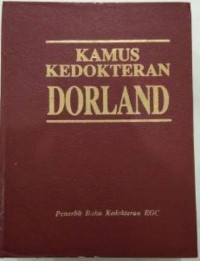 KAMUS
KEDOKTERAN
DORLAND
Penerbit Buku Kedokteran EGC